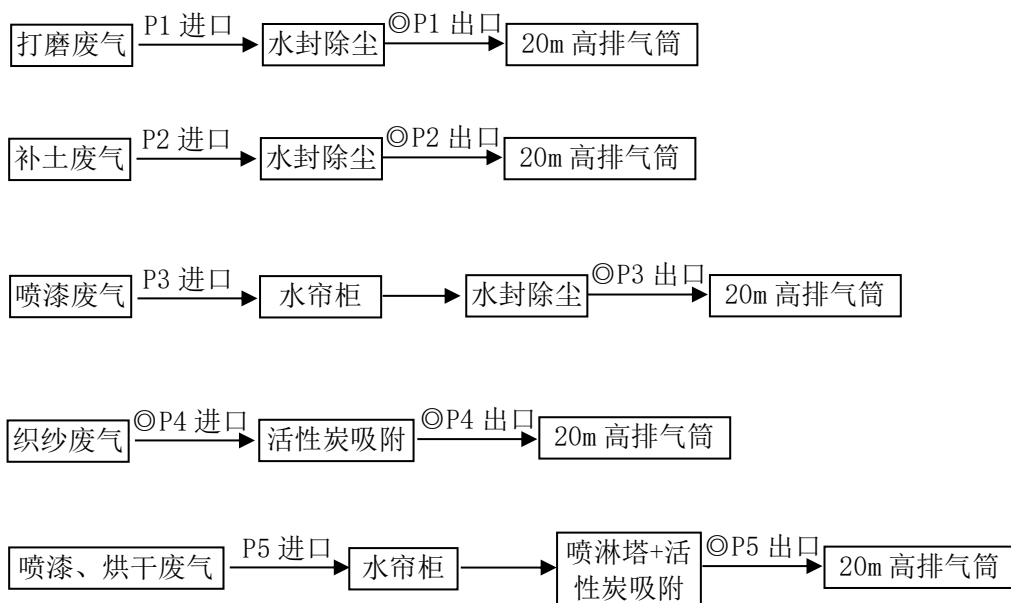 打磨废气 P1 进口 水封除尘 ◎P1 出口 20m 高排气筒
补土废气 P2 进口 水封除尘 ◎P2 出口 20m 高排气筒
喷漆废气 P3 进口 水帘柜 水封除尘 ◎P3 出口 20m 高排气筒
织纱废气 ◎P4 进口 活性炭吸附 ◎P4 出口 20m 高排气筒
喷漆、烘干废气 P5 进口 水帘柜 喷淋塔+活
性炭吸附 ◎P5 出口 20m 高排气筒